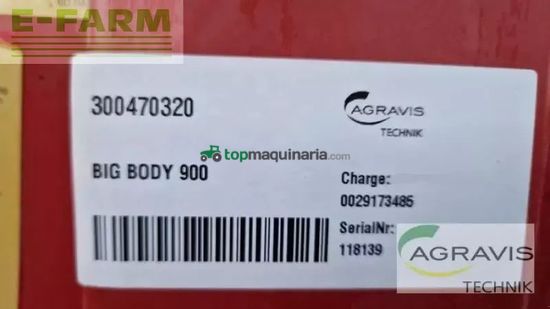 E-FARM
300470320
AGRAVIS
TECHNIK
topmaquinaria.com
BIG BODY 900
Charge:
0029173485
SerialNr:
118139
AGRAVIS
TECHNIK